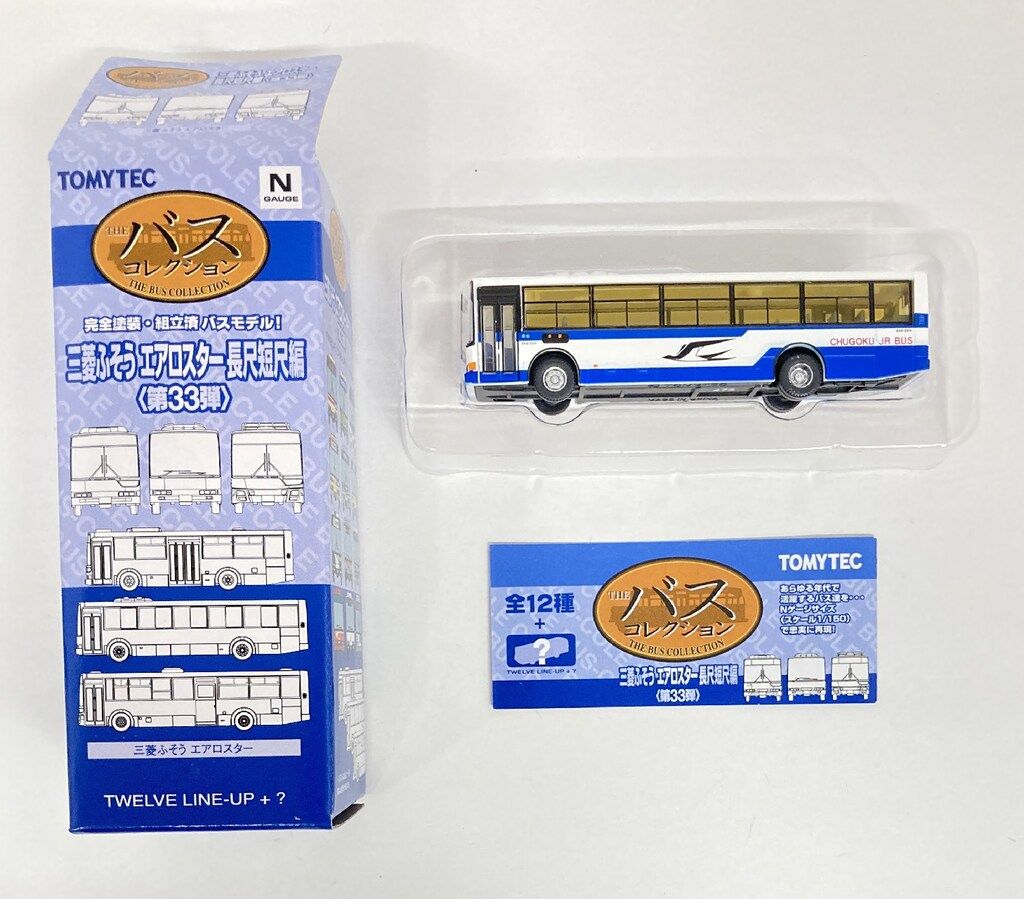 バス
TOMYTEC
N
GAUGE
THE
バス
コレクション
THE BUS COLLECTION
完全塗装・組立済バスモデル!
三菱ふそう エアロスター 長尺短尺編
〈第33弾〉
三菱ふそう エアロスター
TWELVE LINE-UP + ?
CHUGOKU JR BUS
TOMYTEC
全12種
+
?
TWELVE LINE-UP + ?
THE
バス
コレクション
THE BUS COLLECTION
三菱ふそう エアロスター 長尺短尺編
〈第33弾〉
あらゆる年代で
活躍するバス達を・・・
Nゲージサイズ
(スケール1/150)
で忠実に再現!